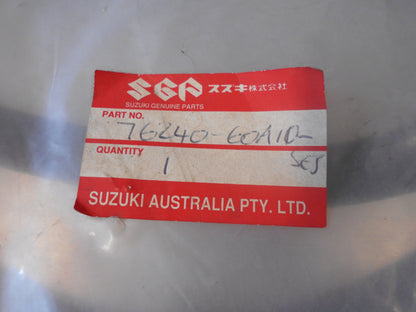 SGP スズキ株式会社
SUZUKI GENUINE PARTS
PART NO.
76240-60A10-
SES
QUANTITY
1
SUZUKI AUSTRALIA PTY. LTD.